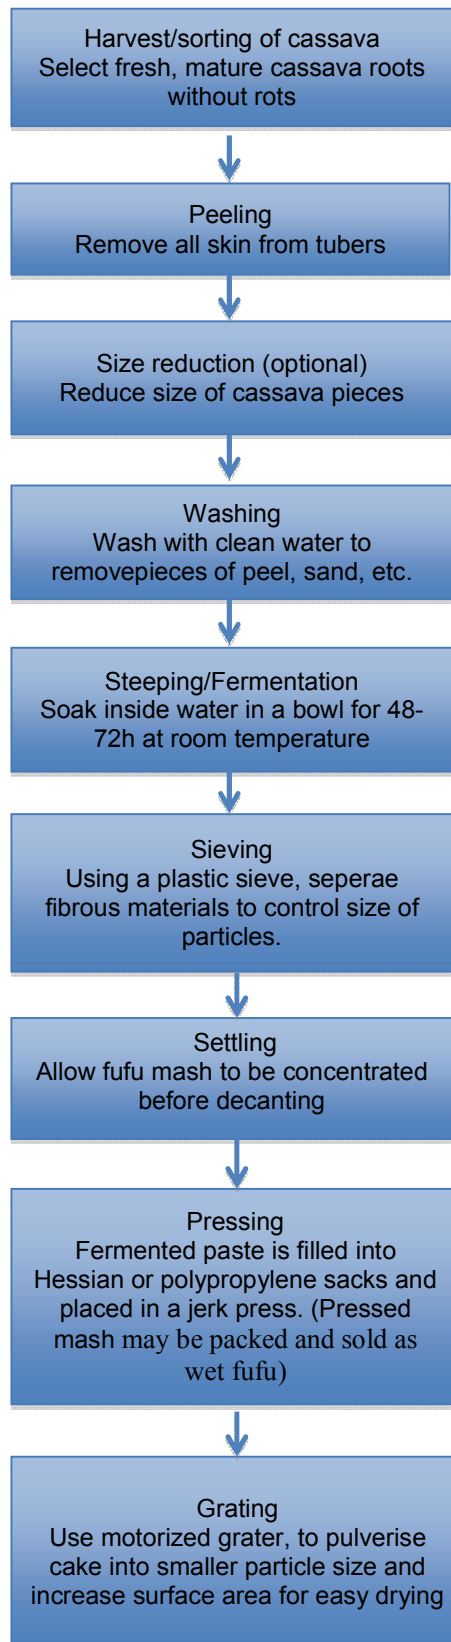 Harvest/sorting of cassava
Select fresh, mature cassava roots
without rots
Peeling
Remove all skin from tubers
Size reduction (optional)
Reduce size of cassava pieces
Washing
Wash with clean water to
removepieces of peel, sand, etc.
Steeping/Fermentation
Soak inside water in a bowl for 48-
72h at room temperature
Sieving
Using a plastic sieve, seperae
fibrous materials to control size of
particles.
Settling
Allow fufu mash to be concentrated
before decanting
Pressing
Fermented paste is filled into
Hessian or polypropylene sacks and
placed in a jerk press. (Pressed
mash may be packed and sold as
wet fufu)
Grating
Use motorized grater, to pulverise
cake into smaller particle size and
increase surface area for easy drying